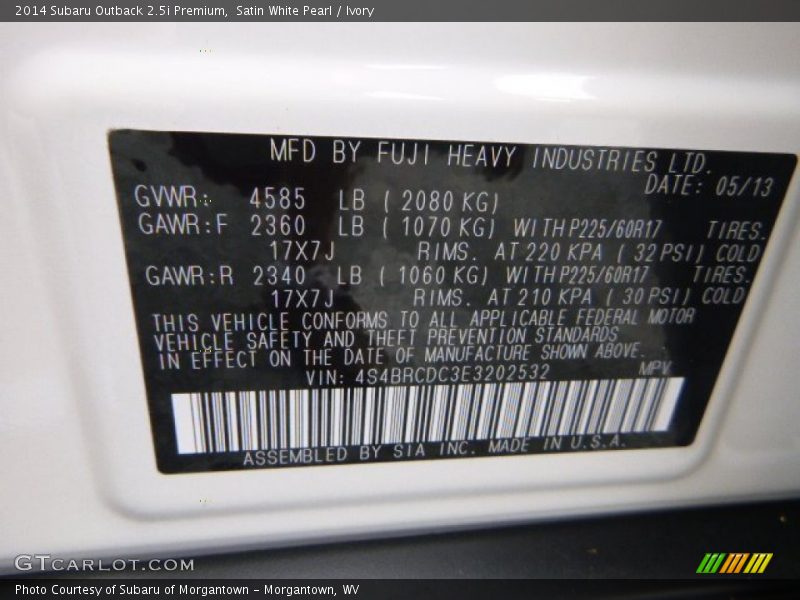 2014 Subaru Outback 2.5i Premium, Satin White Pearl / Ivory
MFD BY FUJI HEAVY INDUSTRIES LTD.
DATE: 05/13
GVWR: 4585 LB ( 2080 KG)
GAWR:F 2360 LB ( 1070 KG) WITH P225/60R17 TIRES.
17X7J RIMS. AT 220 KPA ( 32 PSI) COLD
GAWR:R 2340 LB ( 1060 KG) WITH P225/60R17 TIRES.
17X7J RIMS. AT 210 KPA ( 30 PSI) COLD
THIS VEHICLE CONFORMS TO ALL APPLICABLE FEDERAL MOTOR
VEHICLE SAFETY AND THEFT PREVENTION STANDARDS
IN EFFECT ON THE DATE OF MANUFACTURE SHOWN ABOVE.
VIN: 4S4BRCDC3E3202532 MPV
ASSEMBLED BY SIA INC. MADE IN U.S.A.
GTCARLOT.COM
Photo Courtesy of Subaru of Morgantown - Morgantown, WV